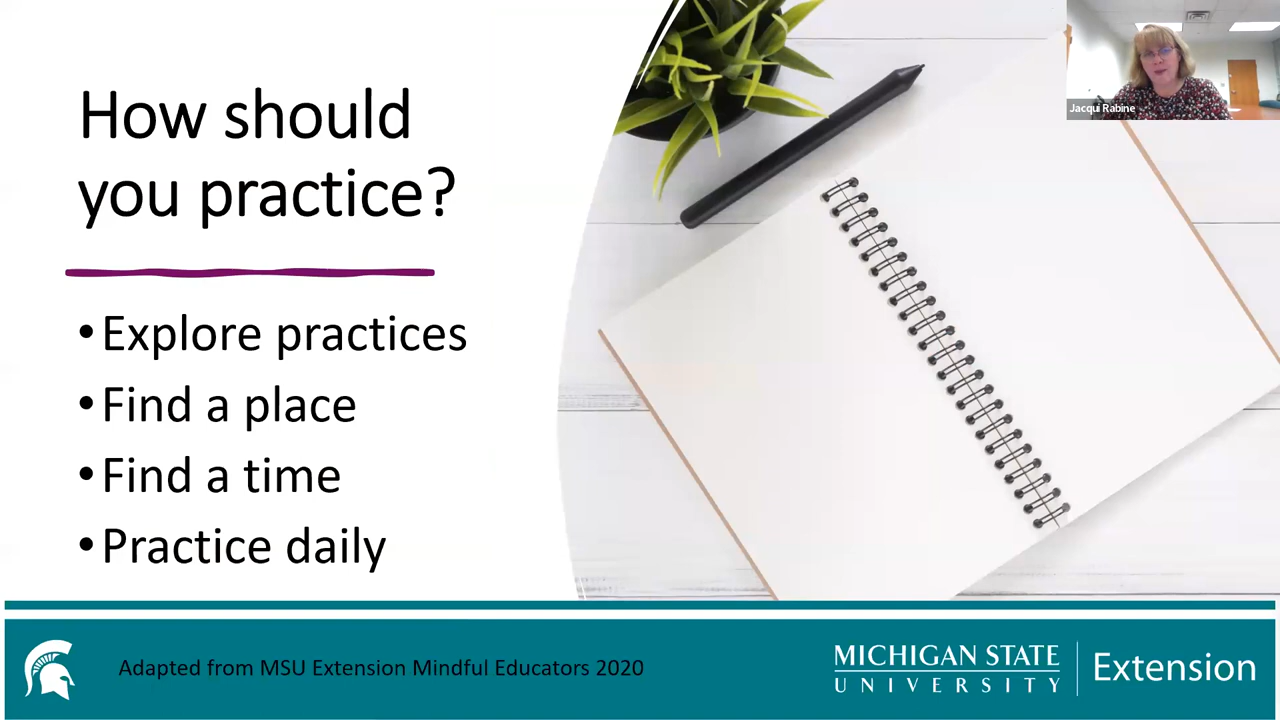 How should
you practice?
•Explore practices
•Find a place
•Find a time
•Practice daily
Jacqui Rabine
Adapted from MSU Extension Mindful Educators 2020
MICHIGAN STATE
UNIVERSITY
Extension